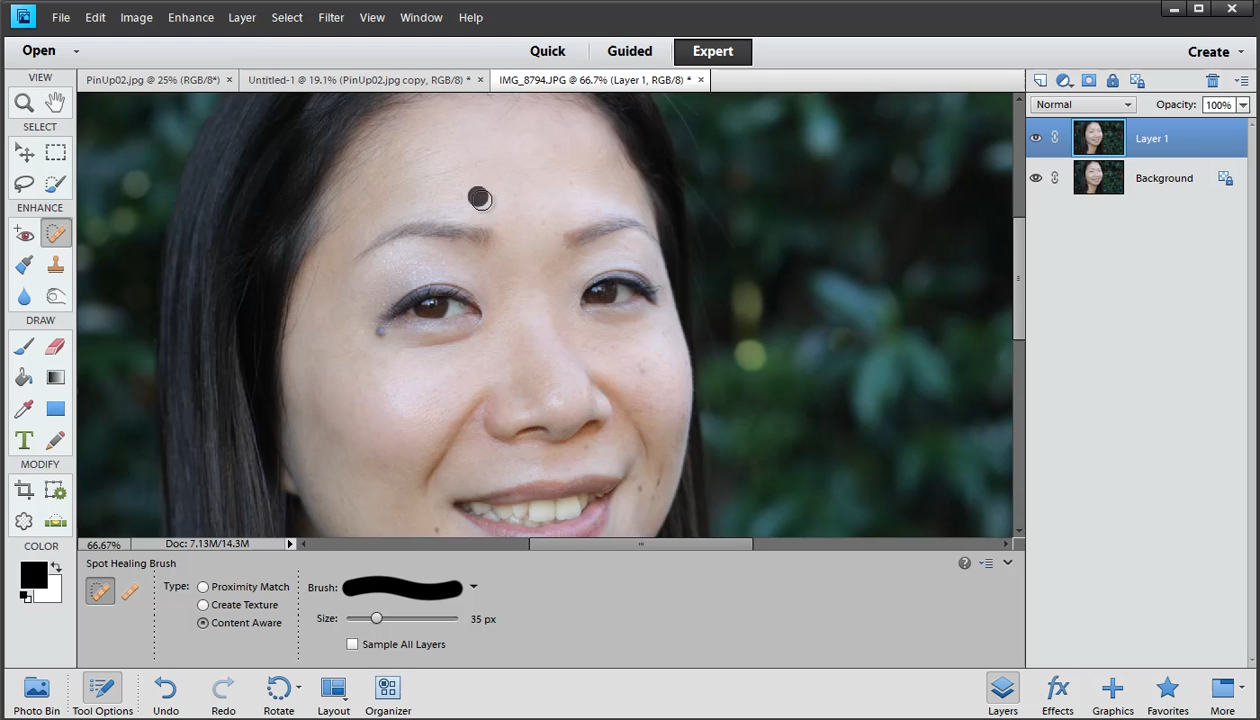 File Edit Image Enhance Layer Select Filter View Window Help
Open Quick Guided Expert Create
VIEW
PinUp02.jpg @ 25% (RGB/8*) × Untitled-1 @ 19.1% (PinUp02.jpg copy, RGB/8) * × IMG_8794.JPG @ 66.7% (Layer 1, RGB/8) * ×
Normal Opacity: 100%
SELECT
Layer 1
Background
ENHANCE
DRAW
T
MODIFY
COLOR
66.67% Doc: 7.13M/14.3M
Spot Healing Brush
Type: Proximity Match
Create Texture
Content Aware
Brush:
Size: 35 px
Sample All Layers
Photo Bin Tool Options Undo Redo Rotate Layout Organizer Layers Effects Graphics Favorites More
fx